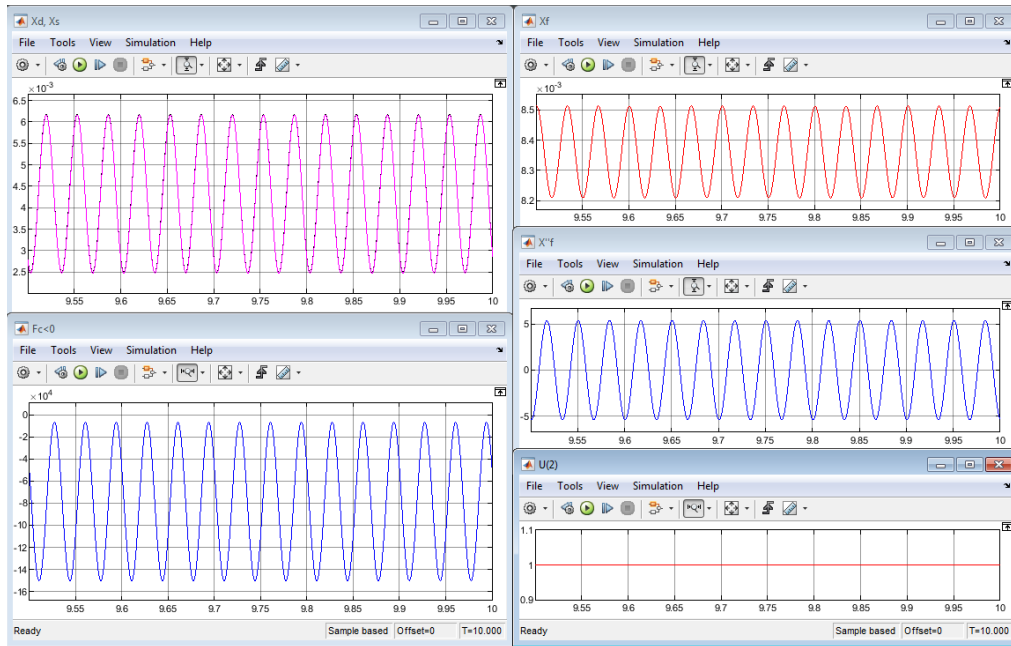 Xd, Xs
File Tools View Simulation Help
×10⁻³
6.5
6
5.5
5
4.5
4
3.5
3
2.5
9.55 9.6 9.65 9.7 9.75 9.8 9.85 9.9 9.95 10
Fc<0
File Tools View Simulation Help
×10⁴
0
-2
-4
-6
-8
-10
-12
-14
-16
9.55 9.6 9.65 9.7 9.75 9.8 9.85 9.9 9.95 10
Ready Sample based Offset=0 T=10.000
Xf
File Tools View Simulation Help
×10⁻³
8.5
8.4
8.3
8.2
9.55 9.6 9.65 9.7 9.75 9.8 9.85 9.9 9.95 10
X"f
File Tools View Simulation Help
5
0
-5
9.55 9.6 9.65 9.7 9.75 9.8 9.85 9.9 9.95 10
U(2)
File Tools View Simulation Help
1.1
1
0.9
9.55 9.6 9.65 9.7 9.75 9.8 9.85 9.9 9.95 10
Ready Sample based Offset=0 T=10.000